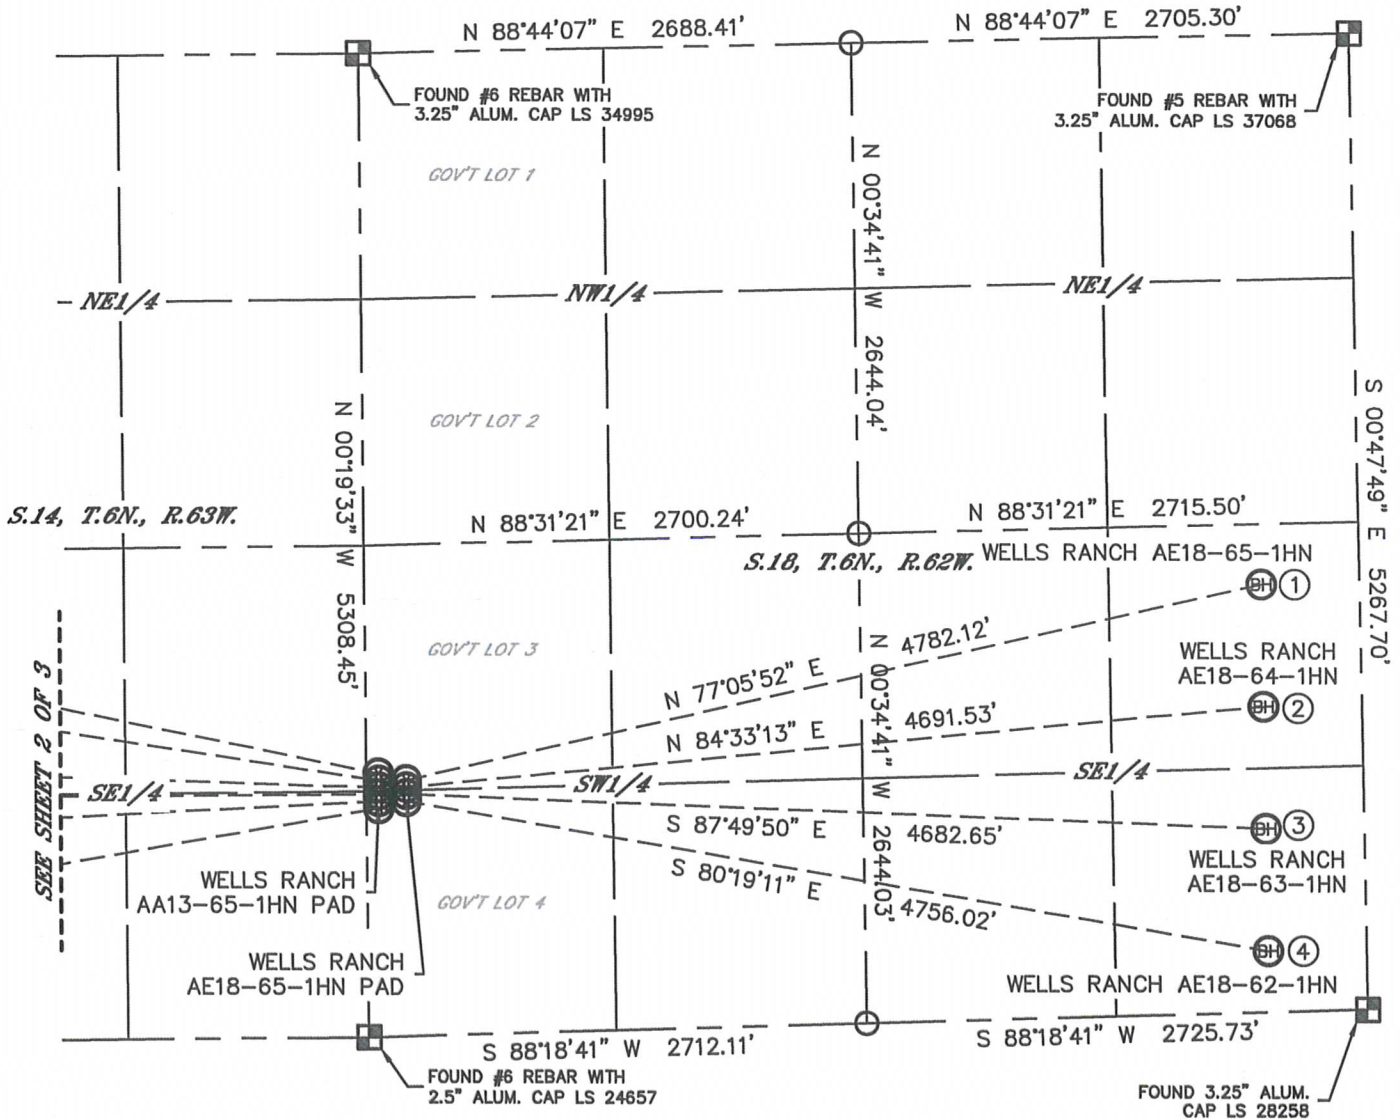 N 88°44'07" E 2688.41'
N 88°44'07" E 2705.30'
FOUND #6 REBAR WITH
3.25" ALUM. CAP LS 34995
FOUND #5 REBAR WITH
3.25" ALUM. CAP LS 37068
GOV'T LOT 1
N 00°34'41" W 2644.04'
NE1/4
NW1/4
NE1/4
GOV'T LOT 2
N 00°19'33" W 5308.45'
S 00°47'49" E 5267.70'
S.14, T.6N., R.63W.
N 88°31'21" E 2700.24'
N 88°31'21" E 2715.50'
S.18, T.6N., R.62W.
WELLS RANCH AE18-65-1HN
BH 1
GOV'T LOT 3
N 77°05'52" E 4782.12'
WELLS RANCH
AE18-64-1HN
BH 2
N 84°33'13" E 4691.53'
N 00°34'41" W 2644.03'
SEE SHEET 2 OF 3
SE1/4
SW1/4
SE1/4
S 87°49'50" E 4682.65'
BH 3
WELLS RANCH
AE18-63-1HN
S 80°19'11" E 4756.02'
WELLS RANCH
AA13-65-1HN PAD
GOV'T LOT 4
BH 4
WELLS RANCH
AE18-65-1HN PAD
WELLS RANCH AE18-62-1HN
S 88°18'41" W 2712.11'
S 88°18'41" W 2725.73'
FOUND #6 REBAR WITH
2.5" ALUM. CAP LS 24657
FOUND 3.25" ALUM.
CAP LS 28258